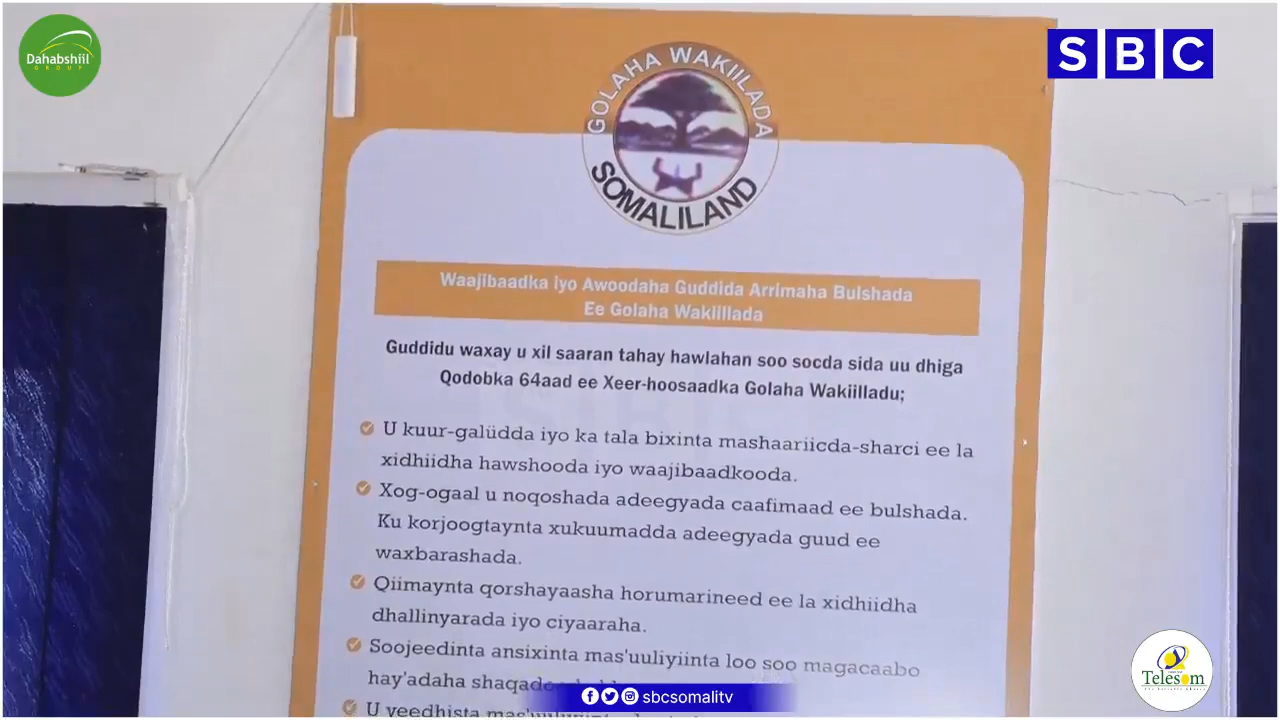 Dahabshiil
GROUP
SBC
GOLAHA WAKIILADA
SOMALILAND
Waajibaadka iyo Awoodaha Guddida Arrimaha Bulshada
Ee Golaha Wakiillada
Guddidu waxay u xil saaran tahay hawlahan soo socda sida uu dhiga
Qodobka 64aad ee Xeer-hoosaadka Golaha Wakiilladu;
U kuur-galüdda iyo ka tala bixinta mashaariicda-sharci ee la
xidhiidha hawshooda iyo waajibaadkooda.
Xog-ogaal u noqoshada adeegyada caafimaad ee bulshada.
Ku korjoogtaynta xukuumadda adeegyada guud ee
waxbarashada.
Qiimaynta qorshayaasha horumarineed ee la xidhiidha
dhallinyarada iyo ciyaaraha.
Soojeedinta ansixinta mas'uuliyiinta loo soo magacaabo
hay'adaha
U yeedhista
sbcsomalitv
Telesom